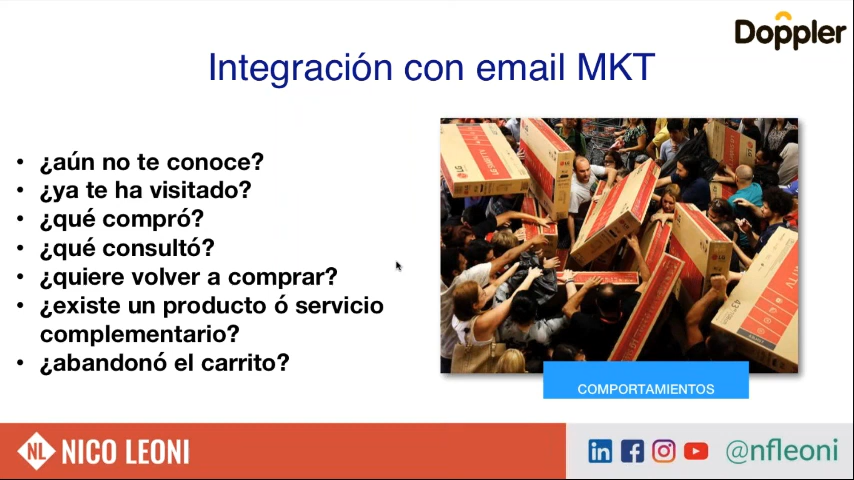 Doppler
Integración con email MKT
• ¿aún no te conoce?
• ¿ya te ha visitado?
• ¿qué compró?
• ¿qué consultó?
• ¿quiere volver a comprar?
• ¿existe un producto ó servicio
complementario?
• ¿abandonó el carrito?
LG
COMPORTAMIENTOS
NL NICO LEONI
@nfleoni